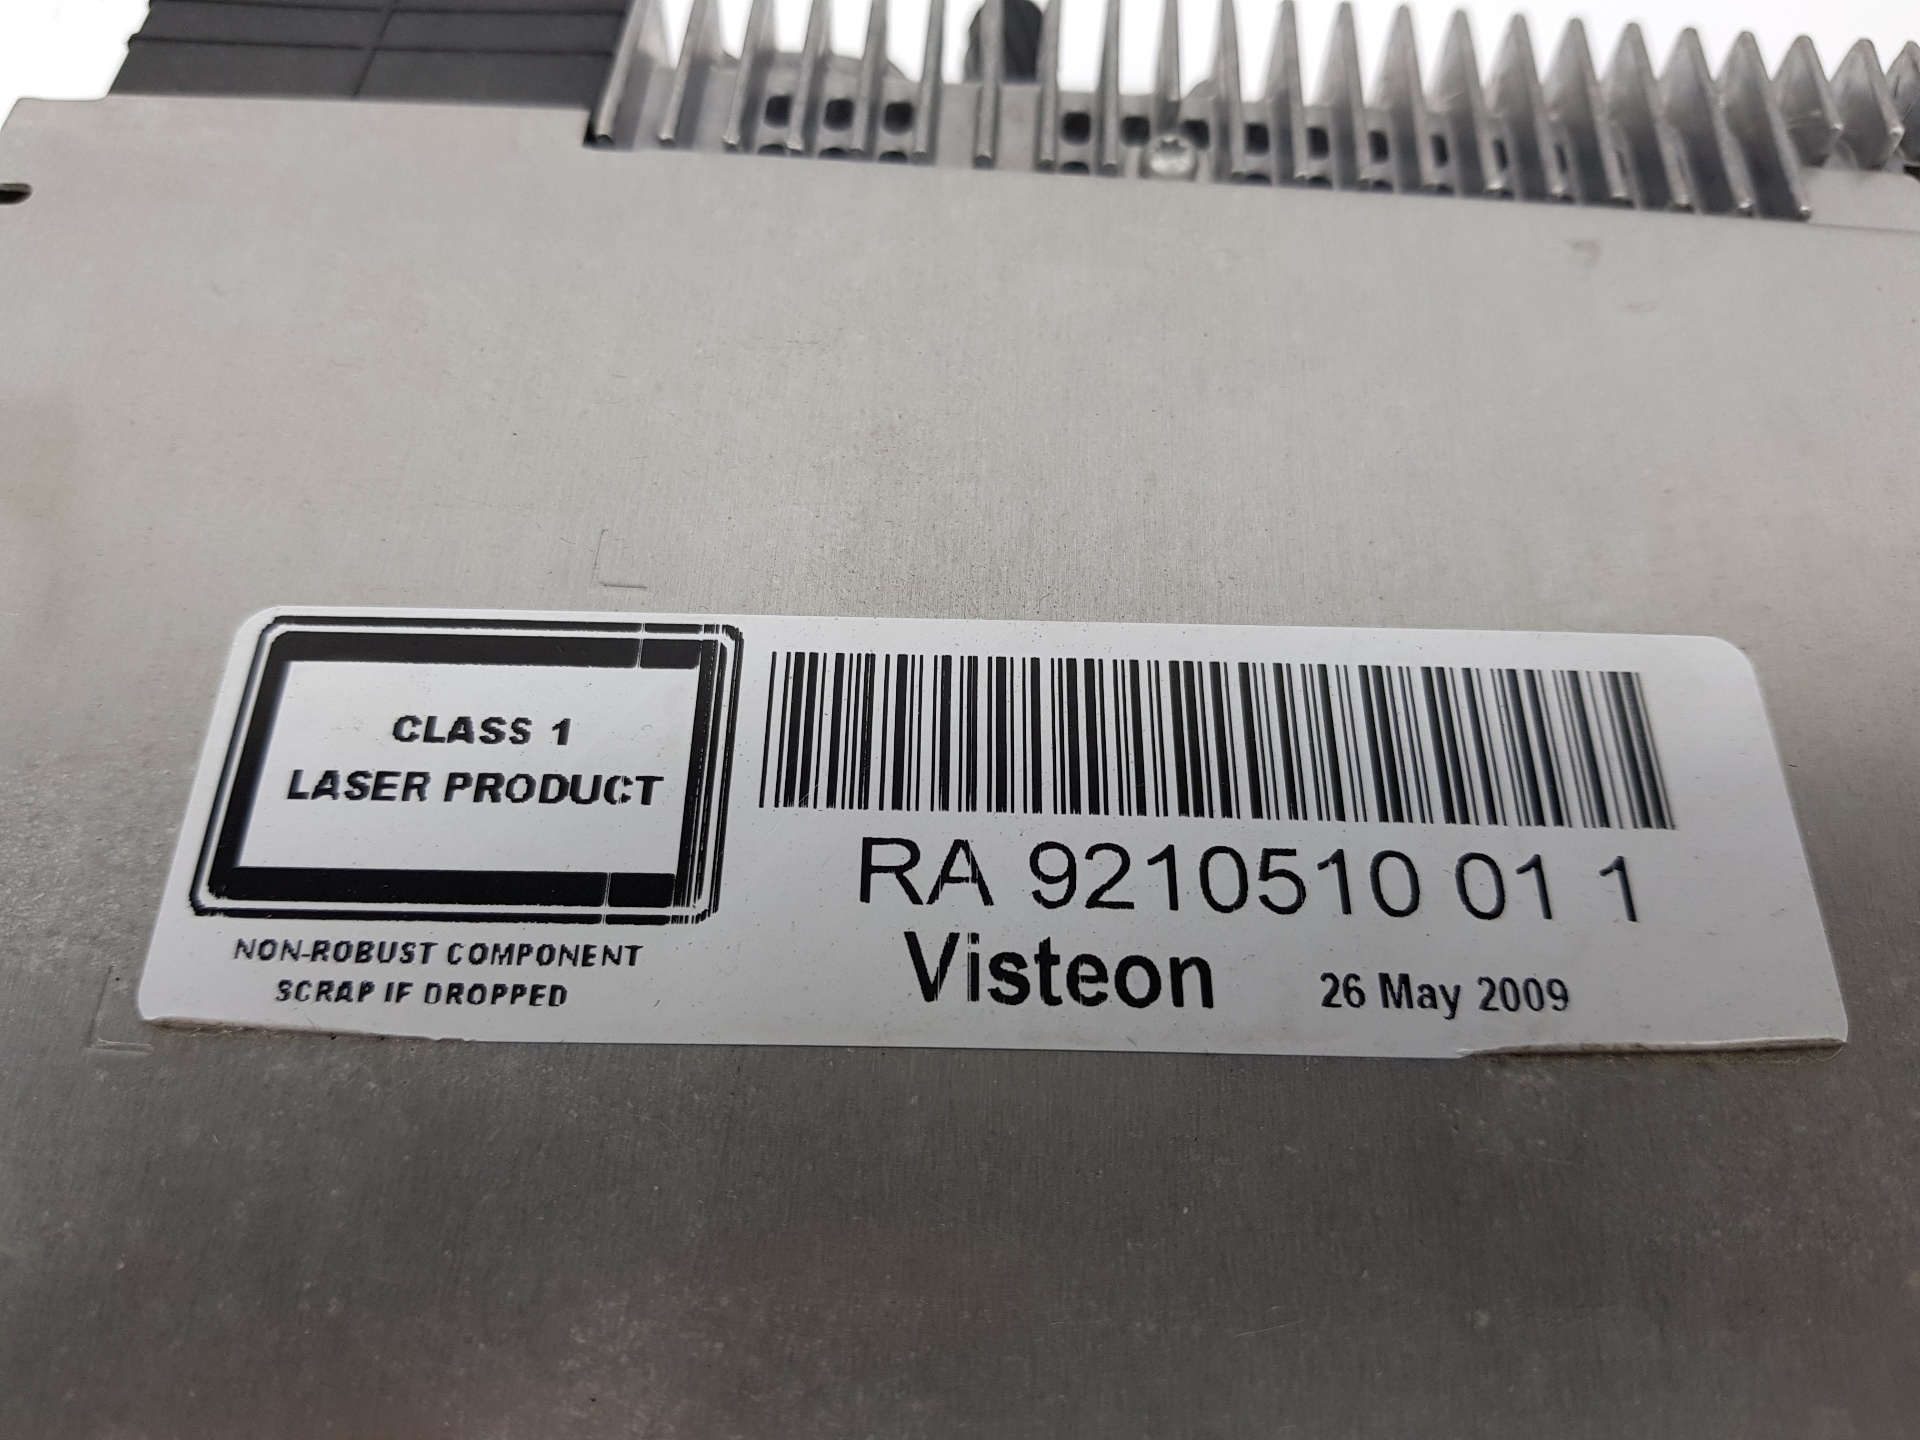 CLASS 1
LASER PRODUCT
NON-ROBUST COMPONENT
SCRAP IF DROPPED
RA 9210510 01 1
Visteon 26 May 2009